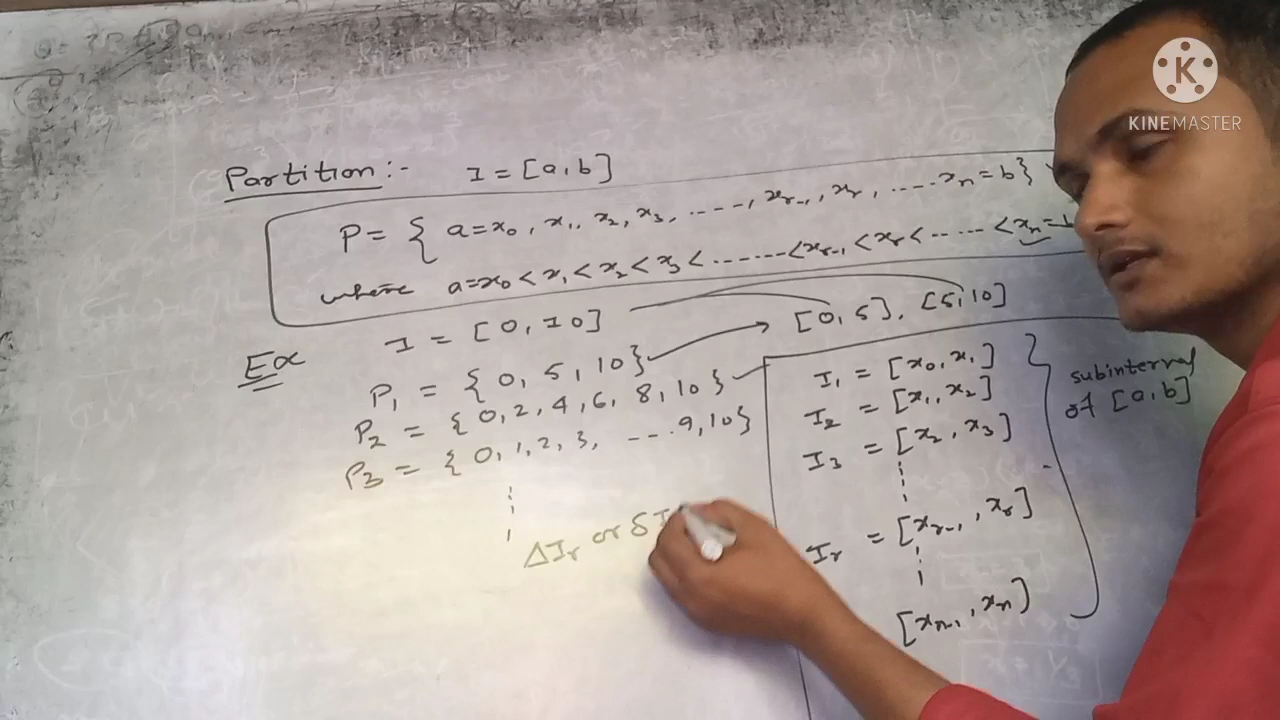 Partition :- I = [a, b]
P = { a = x₀, x₁, x₂, x₃, ....., xᵣ₋₁, xᵣ, ..... xₙ = b }
where a = x₀ < x₁ < x₂ < x₃ < ....... < xᵣ₋₁ < xᵣ < ..... < xₙ =
Ex I = [0, 10]
P₁ = {0, 5, 10} → [0, 5], [5, 10]
P₂ = {0, 2, 4, 6, 8, 10}
P₃ = {0, 1, 2, 3, ... 9, 10}
ΔIᵣ or δI
I₁ = [x₀, x₁]
I₂ = [x₁, x₂]
I₃ = [x₂, x₃]
Iᵣ = [xᵣ₋₁, xᵣ]
[xₙ₋₁, xₙ]
subinterval
of [a, b]
K
KINEMASTER